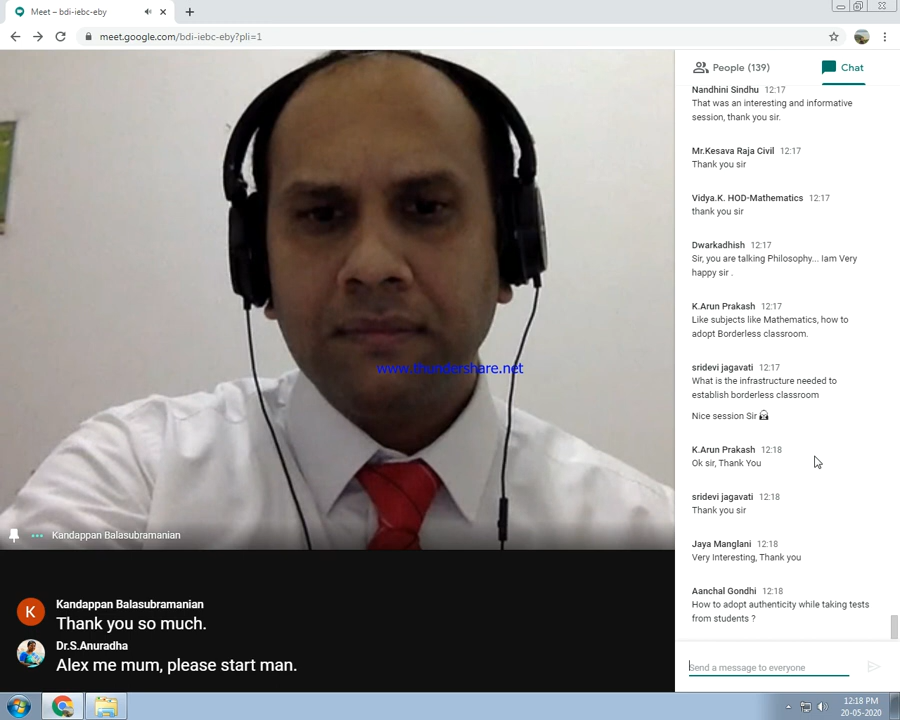 Meet – bdi-iebc-eby
meet.google.com/bdi-iebc-eby?pli=1
People (139)
Chat
Nandhini Sindhu 12:17
That was an interesting and informative
session, thank you sir.
Mr.Kesava Raja Civil 12:17
Thank you sir
Vidya.K. HOD-Mathematics 12:17
thank you sir
Dwarkadhish 12:17
Sir, you are talking Philosophy... Iam Very
happy sir .
K.Arun Prakash 12:17
Like subjects like Mathematics, how to
adopt Borderless classroom.
sridevi jagavati 12:17
What is the infrastructure needed to
establish borderless classroom
Nice session Sir
K.Arun Prakash 12:18
Ok sir, Thank You
sridevi jagavati 12:18
Thank you sir
Jaya Manglani 12:18
Very Interesting, Thank you
Aanchal Gondhi 12:18
How to adopt authenticity while taking tests
from students ?
Send a message to everyone
www.thundershare.net
Kandappan Balasubramanian
K
Kandappan Balasubramanian
Thank you so much.
Dr.S.Anuradha
Alex me mum, please start man.
12:18 PM
20-05-2020